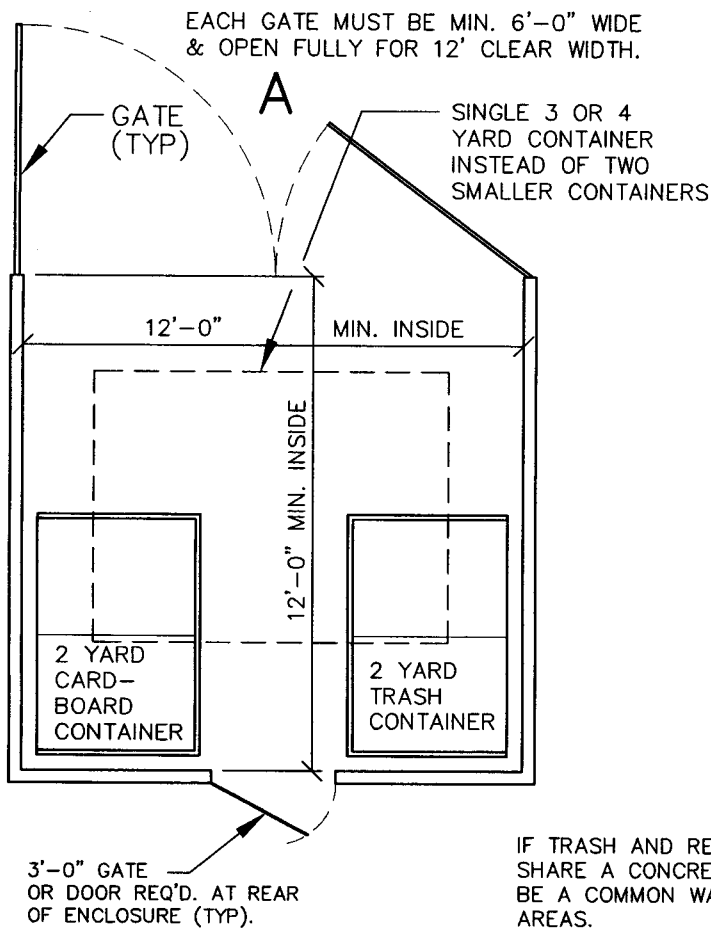 EACH GATE MUST BE MIN. 6'-0" WIDE
& OPEN FULLY FOR 12' CLEAR WIDTH.
A
GATE
(TYP)
SINGLE 3 OR 4
YARD CONTAINER
INSTEAD OF TWO
SMALLER CONTAINERS
12'-0" MIN. INSIDE
12'-0" MIN. INSIDE
2 YARD
CARD-
BOARD
CONTAINER
2 YARD
TRASH
CONTAINER
3'-0" GATE
OR DOOR REQ'D. AT REAR
OF ENCLOSURE (TYP).
IF TRASH AND RE
SHARE A CONCRE
BE A COMMON WA
AREAS.